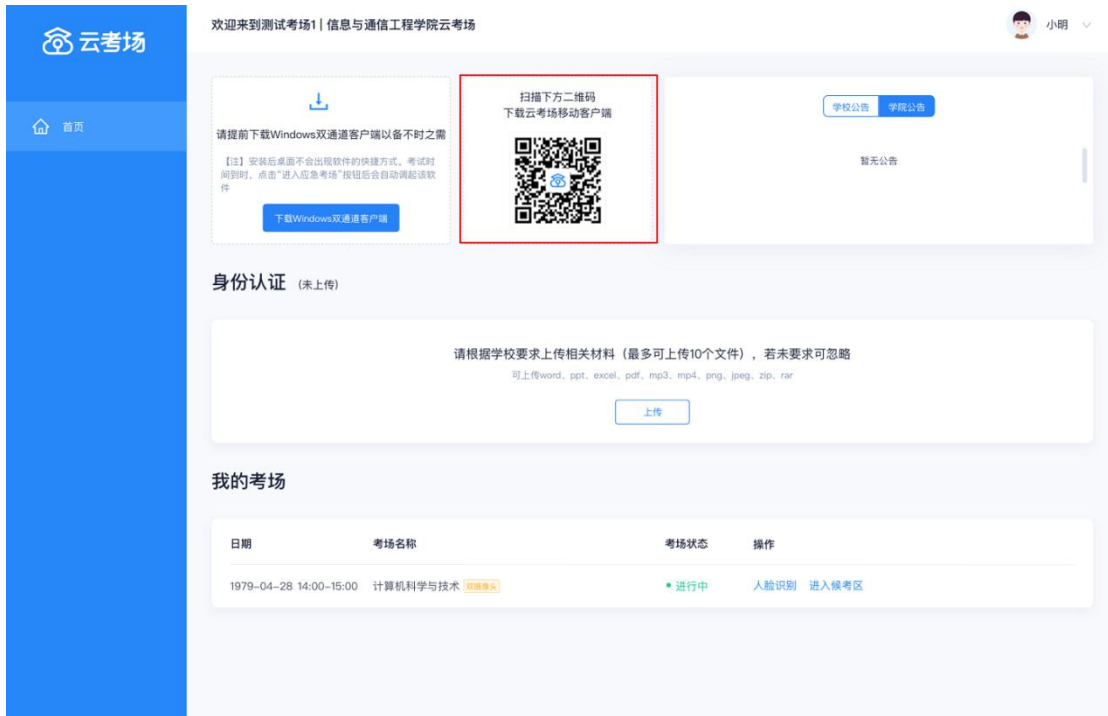 云考场
欢迎来到测试考场1 | 信息与通信工程学院云考场
小明
首页
请提前下载Windows双通道客户端以备不时之需
【注】安装后桌面不会出现软件的快捷方式，考试时
间到时，点击“进入应急考场”按钮后会自动调起该软
件
下载Windows双通道客户端
扫描下方二维码
下载云考场移动客户端
学校公告 学院公告
暂无公告
身份认证 (未上传)
请根据学校要求上传相关材料（最多可上传10个文件），若未要求可忽略
可上传word、ppt、excel、pdf、mp3、mp4、png、jpeg、zip、rar
上传
我的考场
日期 考场名称 考场状态 操作
1979-04-28 14:00-15:00 计算机科学与技术 双摄像头 进行中 人脸识别 进入候考区